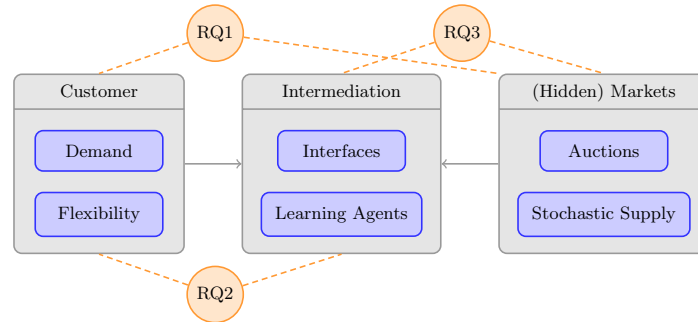 RQ1
RQ3
Customer
Intermediation
(Hidden) Markets
Demand
Interfaces
Auctions
Flexibility
Learning Agents
Stochastic Supply
RQ2